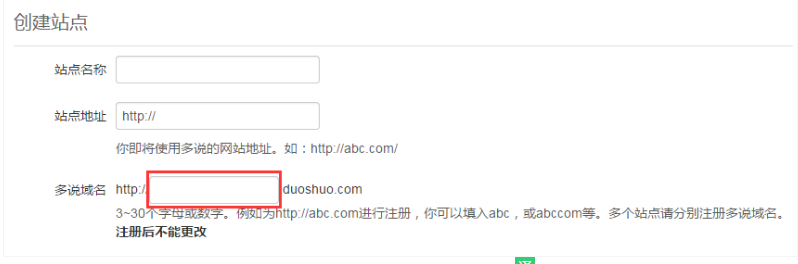 创建站点
站点名称
站点地址 http://
你即将使用多说的网站地址。如：http://abc.com/
多说域名 http:/ duoshuo.com
3~30个字母或数字。例如为http://abc.com进行注册，你可以填入abc，或abccom等。多个站点请分别注册多说域名。
注册后不能更改